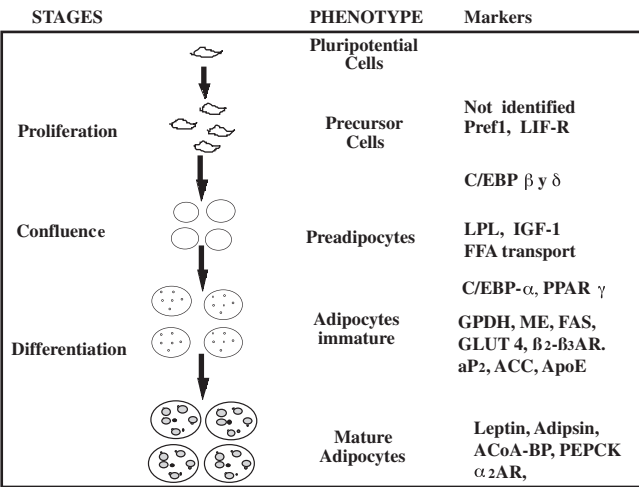 STAGES PHENOTYPE Markers
Pluripotential
Cells
Proliferation
Precursor
Cells
Not identified
Pref1, LIF-R
C/EBP β y δ
Confluence
Preadipocytes
LPL, IGF-1
FFA transport
C/EBP-α, PPAR γ
Differentiation
Adipocytes
immature
GPDH, ME, FAS,
GLUT 4, ß2-ß3AR.
aP2, ACC, ApoE
Mature
Adipocytes
Leptin, Adipsin,
ACoA-BP, PEPCK
α2AR,